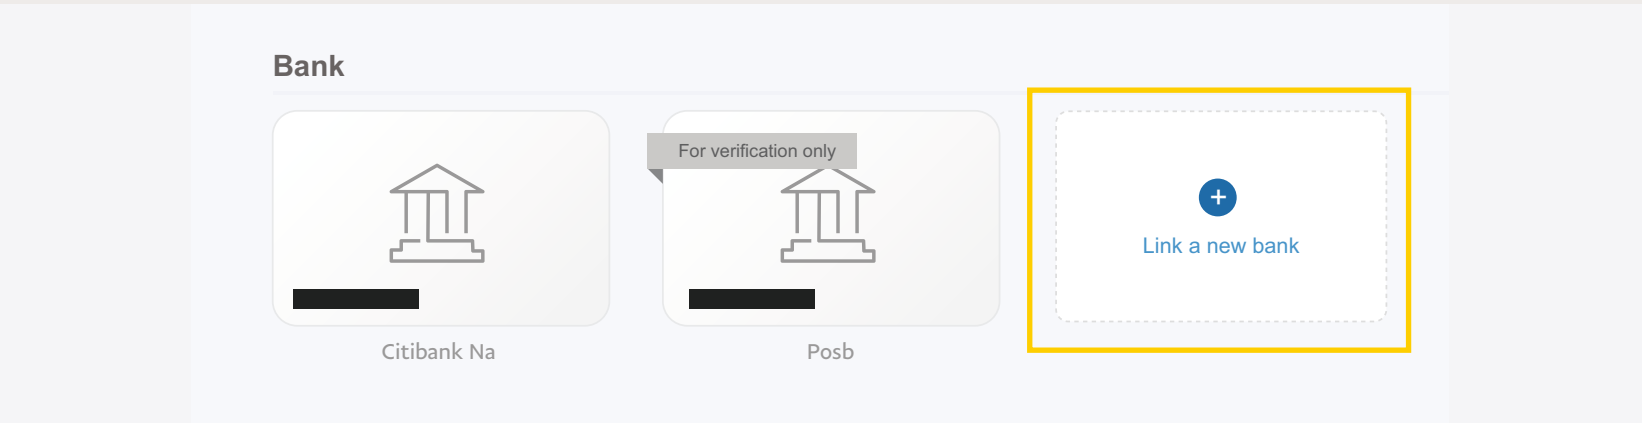 Bank
For verification only
Link a new bank
Citibank Na
Posb